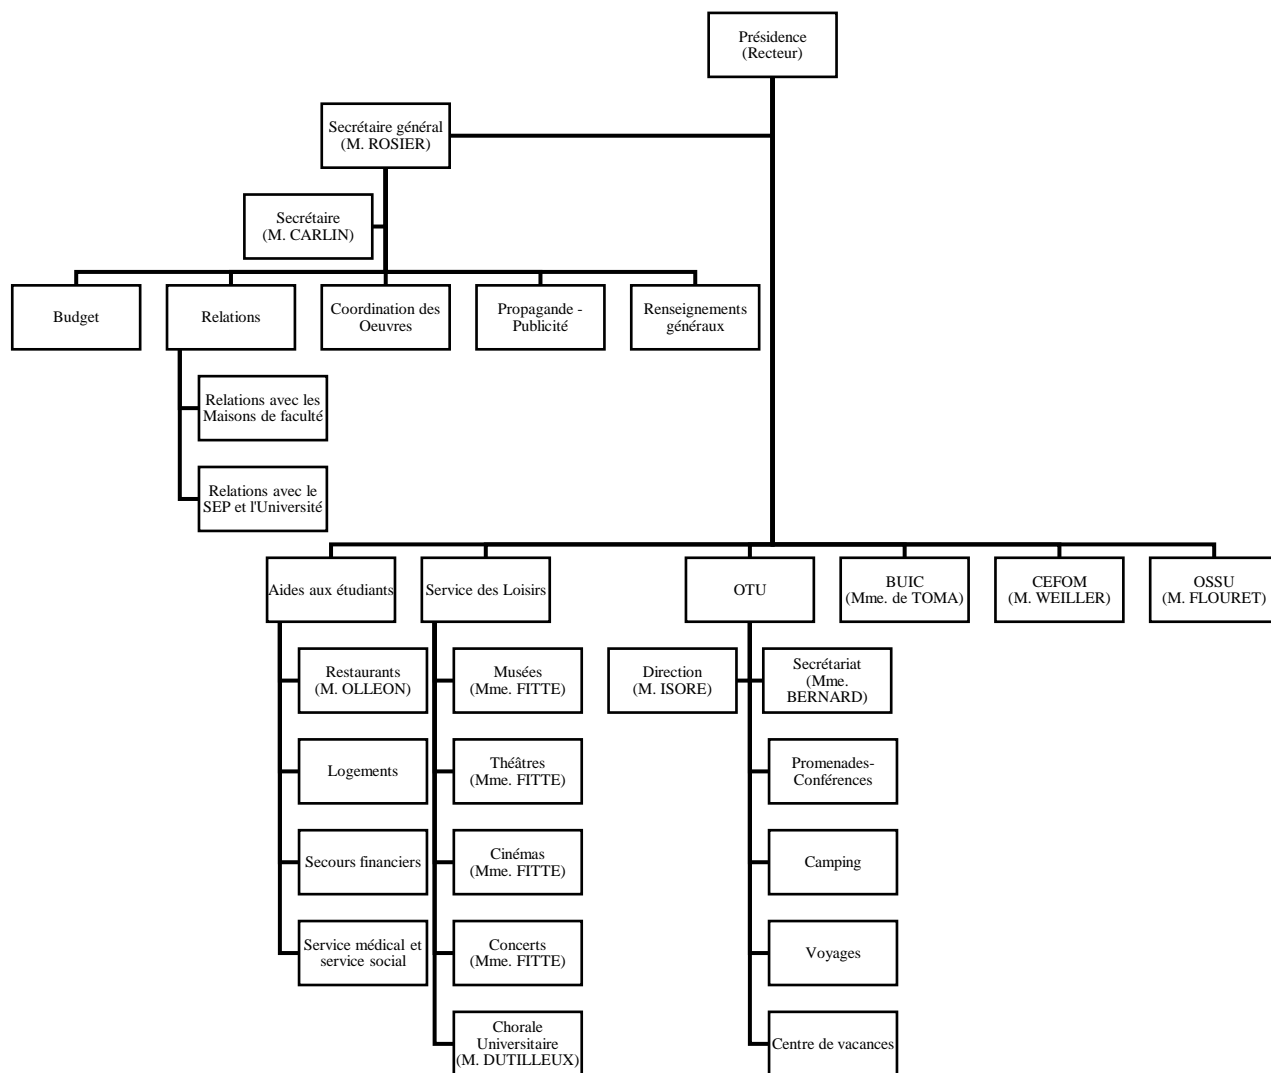 Présidence
(Recteur)
Secrétaire général
(M. ROSIER)
Secrétaire
(M. CARLIN)
Budget
Relations
Coordination des
Oeuvres
Propagande -
Publicité
Renseignements
généraux
Relations avec les
Maisons de faculté
Relations avec le
SEP et l'Université
Aides aux étudiants
Service des Loisirs
OTU
BUIC
(Mme. de TOMA)
CEFOM
(M. WEILLER)
OSSU
(M. FLOURET)
Restaurants
(M. OLLEON)
Logements
Secours financiers
Service médical et
service social
Musées
(Mme. FITTE)
Théâtres
(Mme. FITTE)
Cinémas
(Mme. FITTE)
Concerts
(Mme. FITTE)
Chorale
Universitaire
(M. DUTILLEUX)
Direction
(M. ISORE)
Secrétariat
(Mme.
BERNARD)
Promenades-
Conférences
Camping
Voyages
Centre de vacances